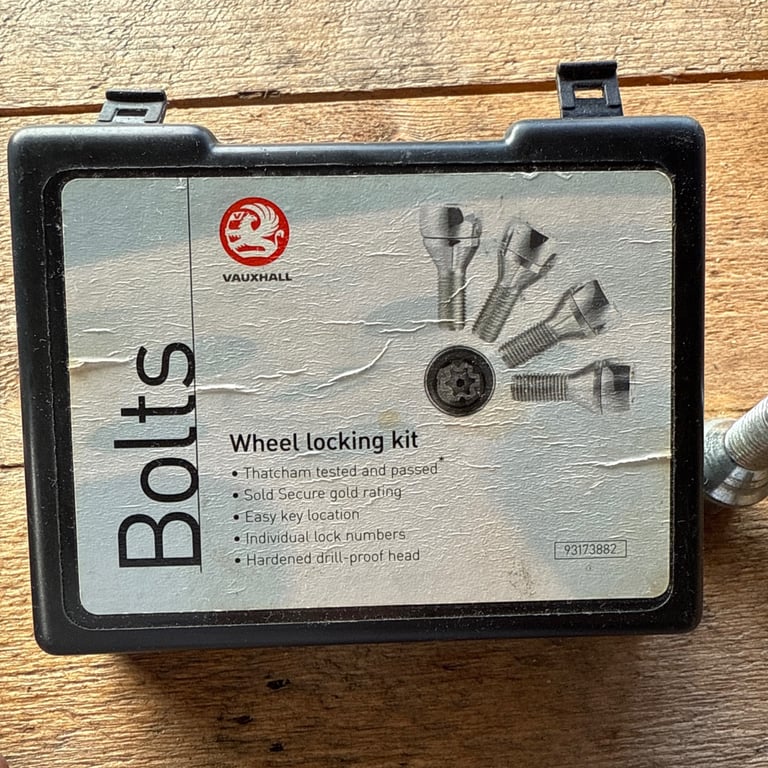 VAUXHALL
Bolts
Wheel locking kit
• Thatcham tested and passed*
• Sold Secure gold rating
• Easy key location
• Individual lock numbers
• Hardened drill-proof head
93173882